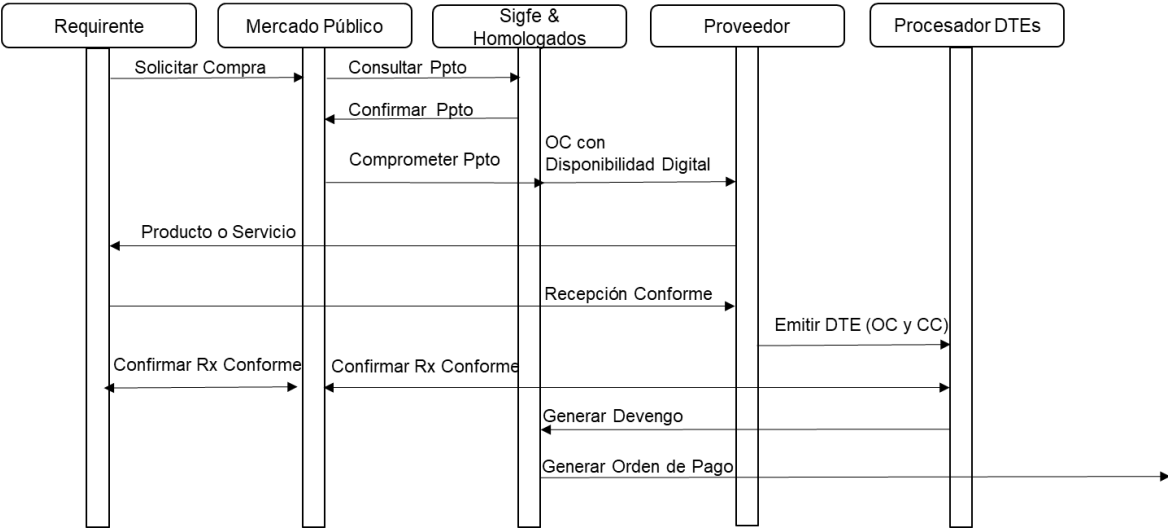 Requirente
Mercado Público
Sigfe &
Homologados
Proveedor
Procesador DTEs
Solicitar Compra
Consultar Ppto
Confirmar Ppto
Comprometer Ppto
OC con
Disponibilidad Digital
Producto o Servicio
Recepción Conforme
Emitir DTE (OC y CC)
Confirmar Rx Conforme
Confirmar Rx Conforme
Generar Devengo
Generar Orden de Pago